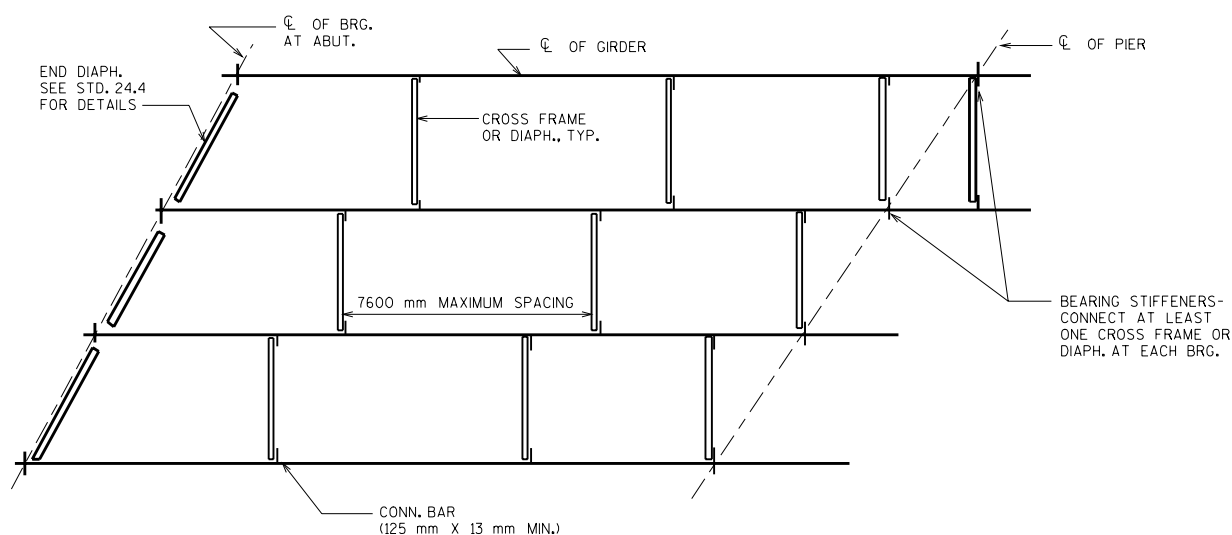 ℄ OF BRG.
AT ABUT.
℄ OF GIRDER
℄ OF PIER
END DIAPH.
SEE STD. 24.4
FOR DETAILS
CROSS FRAME
OR DIAPH., TYP.
7600 mm MAXIMUM SPACING
BEARING STIFFENERS-
CONNECT AT LEAST
ONE CROSS FRAME OR
DIAPH. AT EACH BRG.
CONN. BAR
(125 mm X 13 mm MIN.)